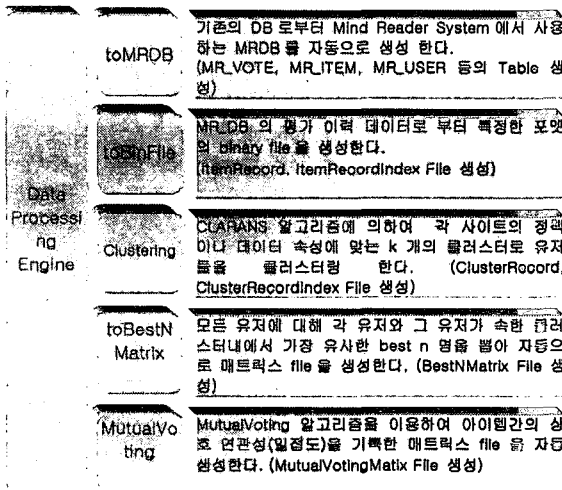 Data
Processi
ng
Engine
toMRDB
기존의 DB 로부터 Mind Reader System 에서 사용
하는 MRDB 를 자동으로 생성 한다.
(MR_VOTE, MR_ITEM, MR_USER 등의 Table 생
성)
toBinFile
MR_DB 의 평가 이력 데이터로 부터 특정한 포맷
의 binary file 을 생성한다.
(ItemRecord, ItemRecordIndex File 생성)
Clustering
CLARANS 알고리즘에 의하여 각 사이트의 정책
이나 데이터 속성에 맞는 k 개의 클러스터로 유저
들을 클러스터링 한다. (ClusterRocord,
ClusterRecordIndex File 생성)
toBestN
Matrix
모든 유저에 대해 각 유저와 그 유저가 속한 클러
스터내에서 가장 유사한 best n 명을 뽑아 자동으
로 매트릭스 file 을 생성한다. (BestNMatrix File 생
성)
MutualVo
ting
MutualVoting 알고리즘을 이용하여 아이템간의 상
호 연관성(밀접도)을 기록한 매트릭스 file 을 자동
생성한다. (MutualVotingMatix File 생성)